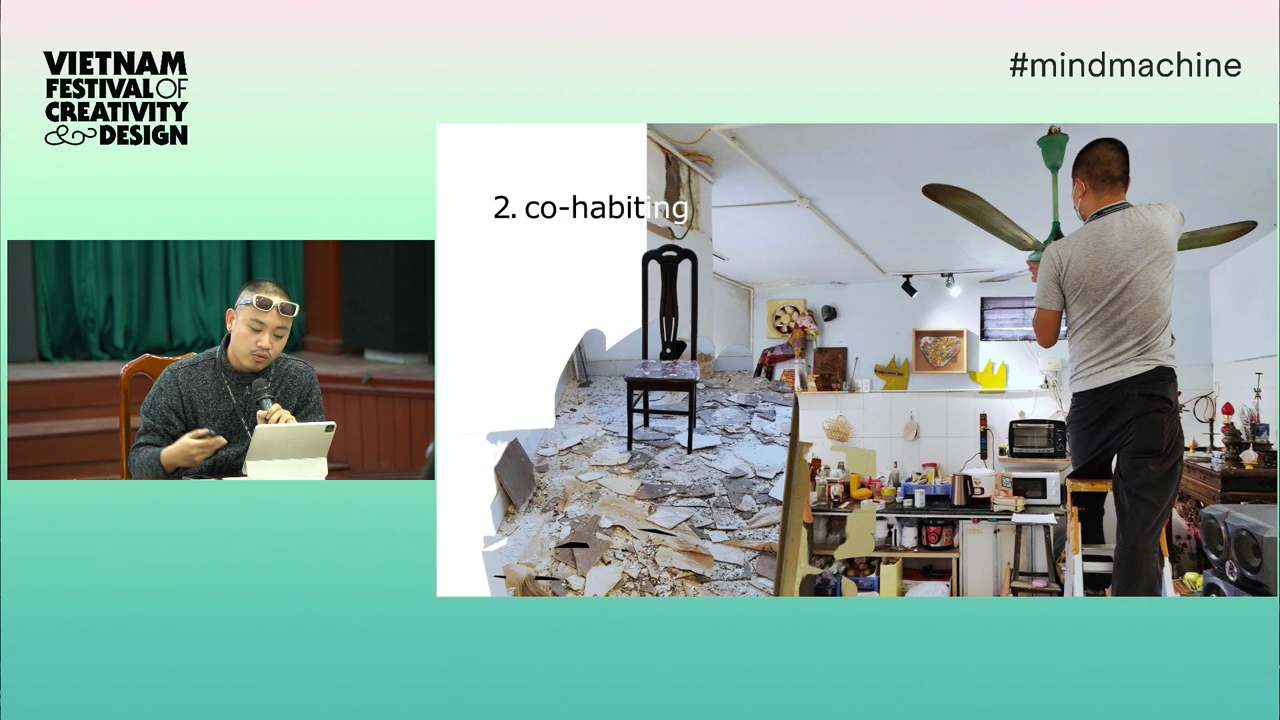 VIETNAM
FESTIVAL OF
CREATIVITY
& DESIGN
#mindmachine
2. co-habiting